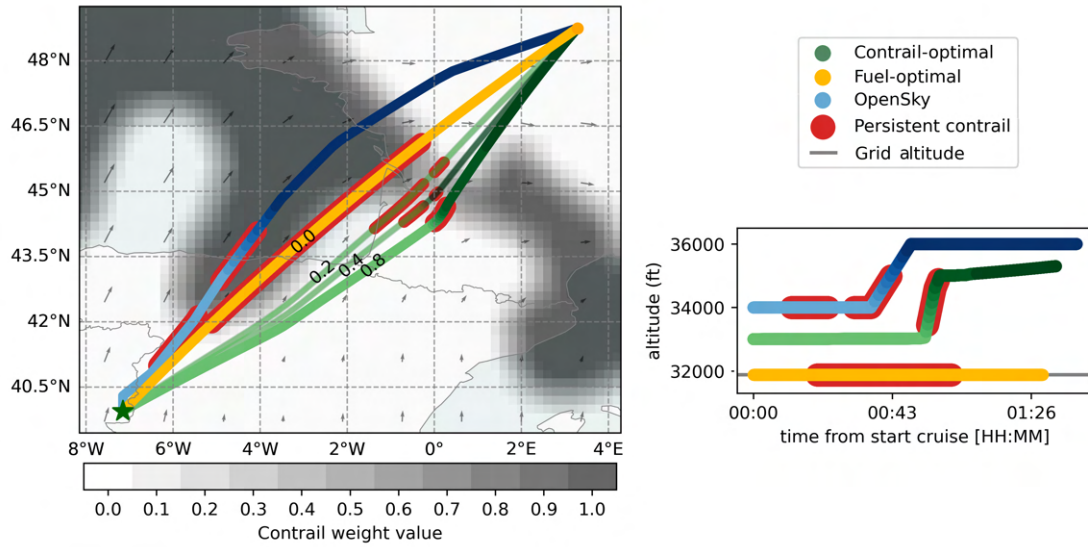 48°N
46.5°N
45°N
43.5°N
42°N
40.5°N
0.0
0.2
0.4
0.8
8°W 6°W 4°W 2°W 0° 2°E 4°E
0.0 0.1 0.2 0.3 0.4 0.5 0.6 0.7 0.8 0.9 1.0
Contrail weight value
Contrail-optimal
Fuel-optimal
OpenSky
Persistent contrail
Grid altitude
altitude (ft)
36000
34000
32000
00:00 00:43 01:26
time from start cruise [HH:MM]